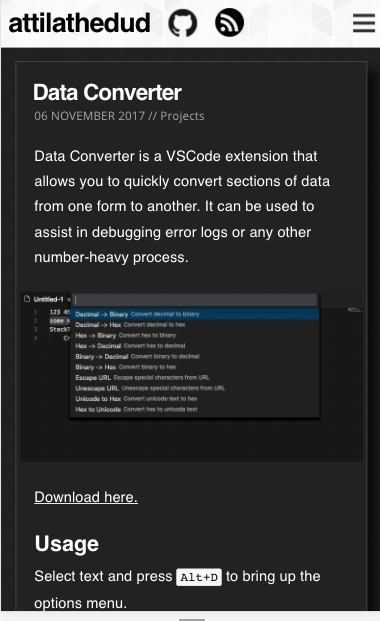 attilathedud
Data Converter
06 NOVEMBER 2017 // Projects
Data Converter is a VSCode extension that
allows you to quickly convert sections of data
from one form to another. It can be used to
assist in debugging error logs or any other
number-heavy process.
Untitled-1
1 123 45
2 some m
3 StackT
4
Decimal -> Binary Convert decimal to binary
Decimal -> Hex Convert decimal to hex
Hex -> Binary Convert hex to binary
Hex -> Decimal Convert hex to decimal
Binary -> Decimal Convert binary to decimal
Binary -> Hex Convert binary to hex
Escape URL Escape special characters from URL
Unescape URL Unescape special characters from URL
Unicode to Hex Convert unicode text to hex
Hex to Unicode Convert hex to unicode text
Download here.
Usage
Select text and press Alt+D to bring up the
options menu.